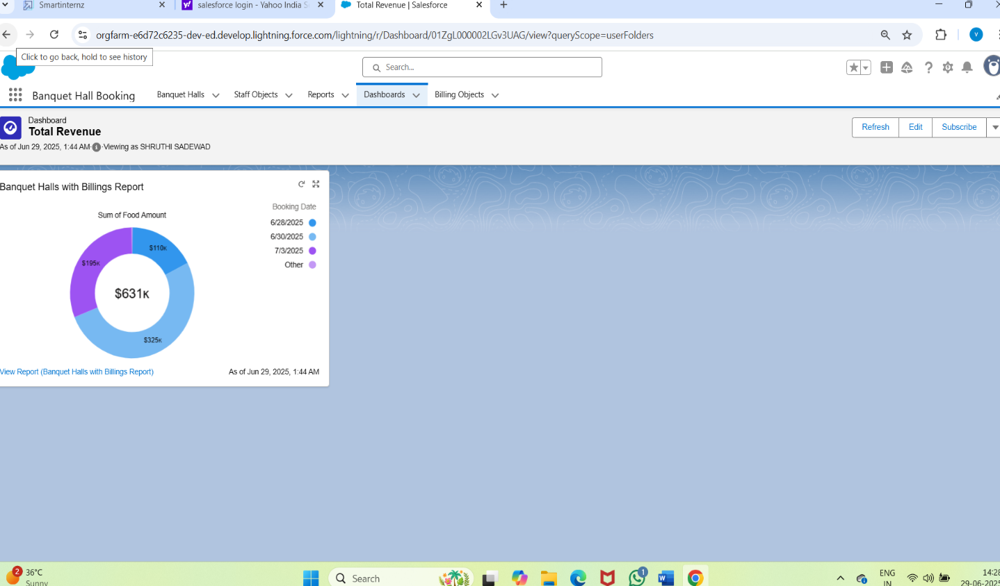 Smartinternz
salesforce login - Yahoo India S
Total Revenue | Salesforce
orgfarm-e6d72c6235-dev-ed.develop.lightning.force.com/lightning/r/Dashboard/01ZgL000002LGv3UAG/view?queryScope=userFolders
V
Click to go back, hold to see history
Search...
Banquet Hall Booking
Banquet Halls
Staff Objects
Reports
Dashboards
Billing Objects
Dashboard
Total Revenue
As of Jun 29, 2025, 1:44 AM·Viewing as SHRUTHI SADEWAD
Refresh
Edit
Subscribe
Banquet Halls with Billings Report
Sum of Food Amount
Booking Date
6/28/2025
6/30/2025
7/3/2025
Other
$110K
$195K
$631K
$325K
View Report (Banquet Halls with Billings Report)
As of Jun 29, 2025, 1:44 AM
2
36°C
Sunny
Search
1
ENG
IN
14:28
29-06-2025